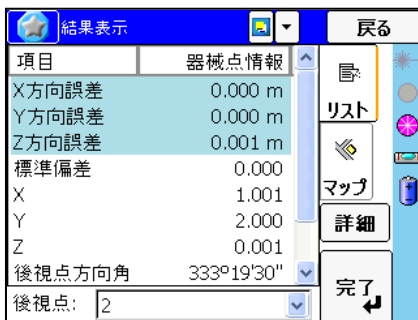 結果表示 戻る
項目 器械点情報
X方向誤差 0.000 m
Y方向誤差 0.000 m
Z方向誤差 0.001 m
標準偏差 0.000
X 1.001
Y 2.000
Z 0.001
後視点方向角 333°19'30"
後視点: 2
リスト
マップ
詳細
完了